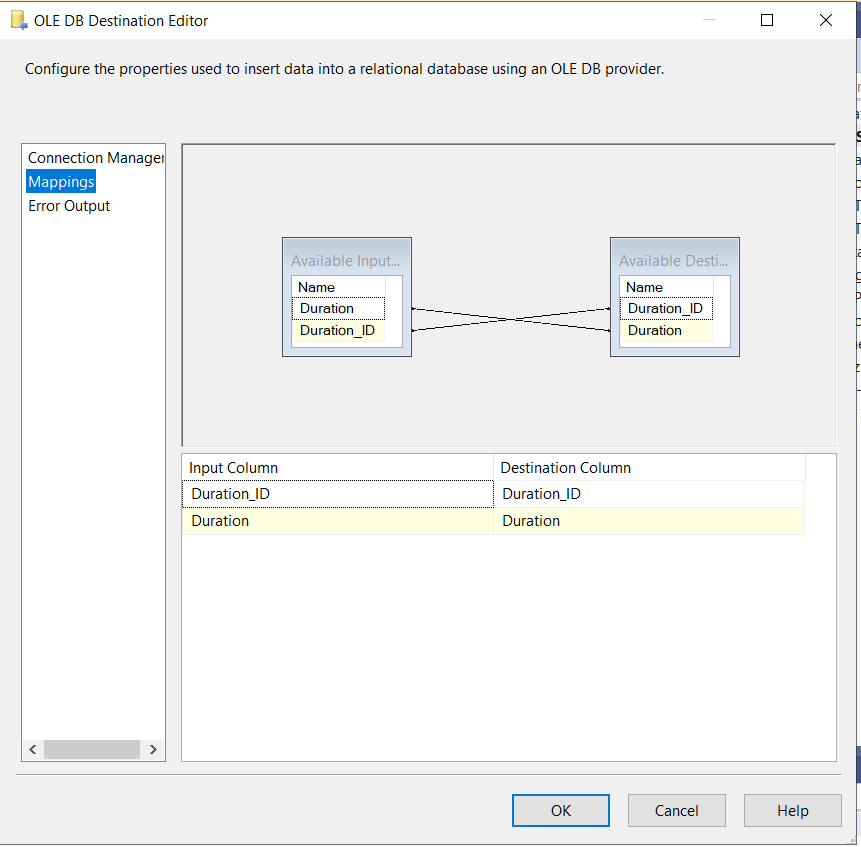 OLE DB Destination Editor
Configure the properties used to insert data into a relational database using an OLE DB provider.
Connection Manager
Mappings
Error Output
Available Input...
Name
Duration
Duration_ID
Available Desti...
Name
Duration_ID
Duration
Input Column Destination Column
Duration_ID Duration_ID
Duration Duration
OK Cancel Help